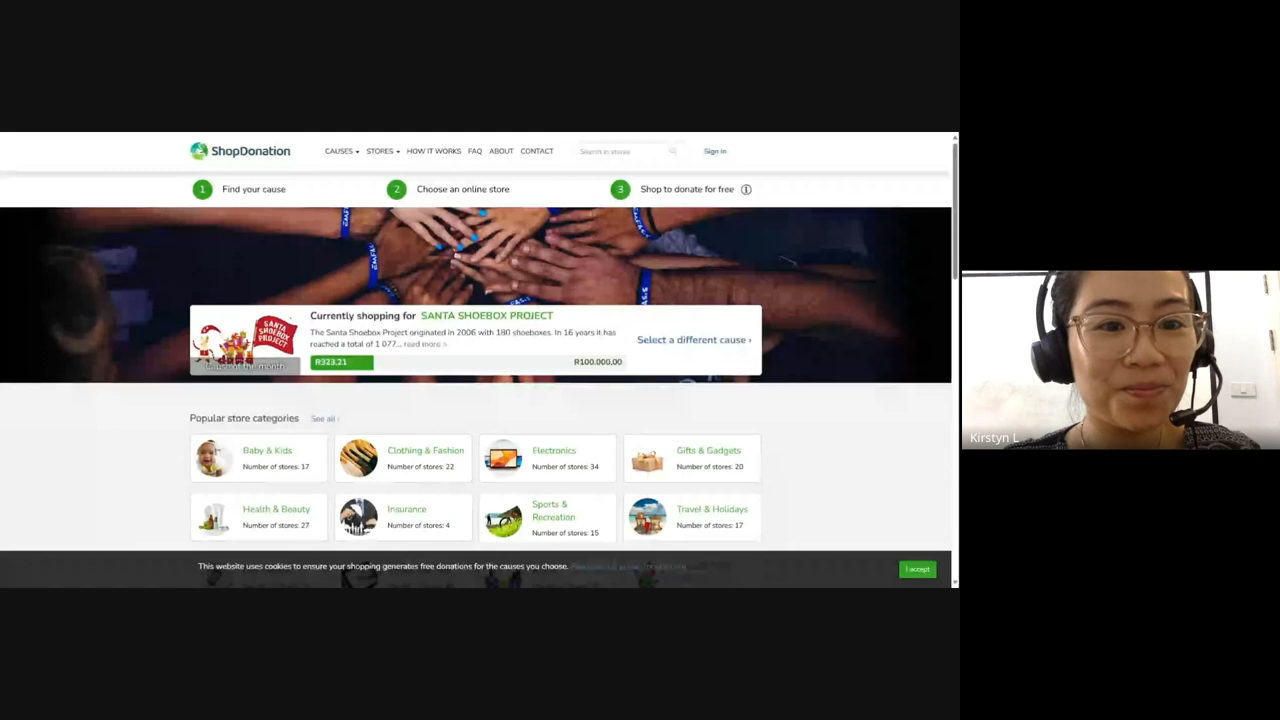 ShopDonation
CAUSES STORES HOW IT WORKS FAQ ABOUT CONTACT
Search in stores
Sign in
1 Find your cause
2 Choose an online store
3 Shop to donate for free
SANTA SHOEBOX PROJECT
Cause of the month
Currently shopping for SANTA SHOEBOX PROJECT
The Santa Shoebox Project originated in 2006 with 180 shoeboxes. In 16 years it has
reached a total of 1 077... read more >
R323.21
R100.000,00
Select a different cause ›
Popular store categories See all ›
Baby & Kids
Number of stores: 17
Clothing & Fashion
Number of stores: 22
Electronics
Number of stores: 34
Gifts & Gadgets
Number of stores: 20
Health & Beauty
Number of stores: 27
Insurance
Number of stores: 4
Sports &
Recreation
Number of stores: 15
Travel & Holidays
Number of stores: 17
This website uses cookies to ensure your shopping generates free donations for the causes you choose.
I accept
Kirstyn L